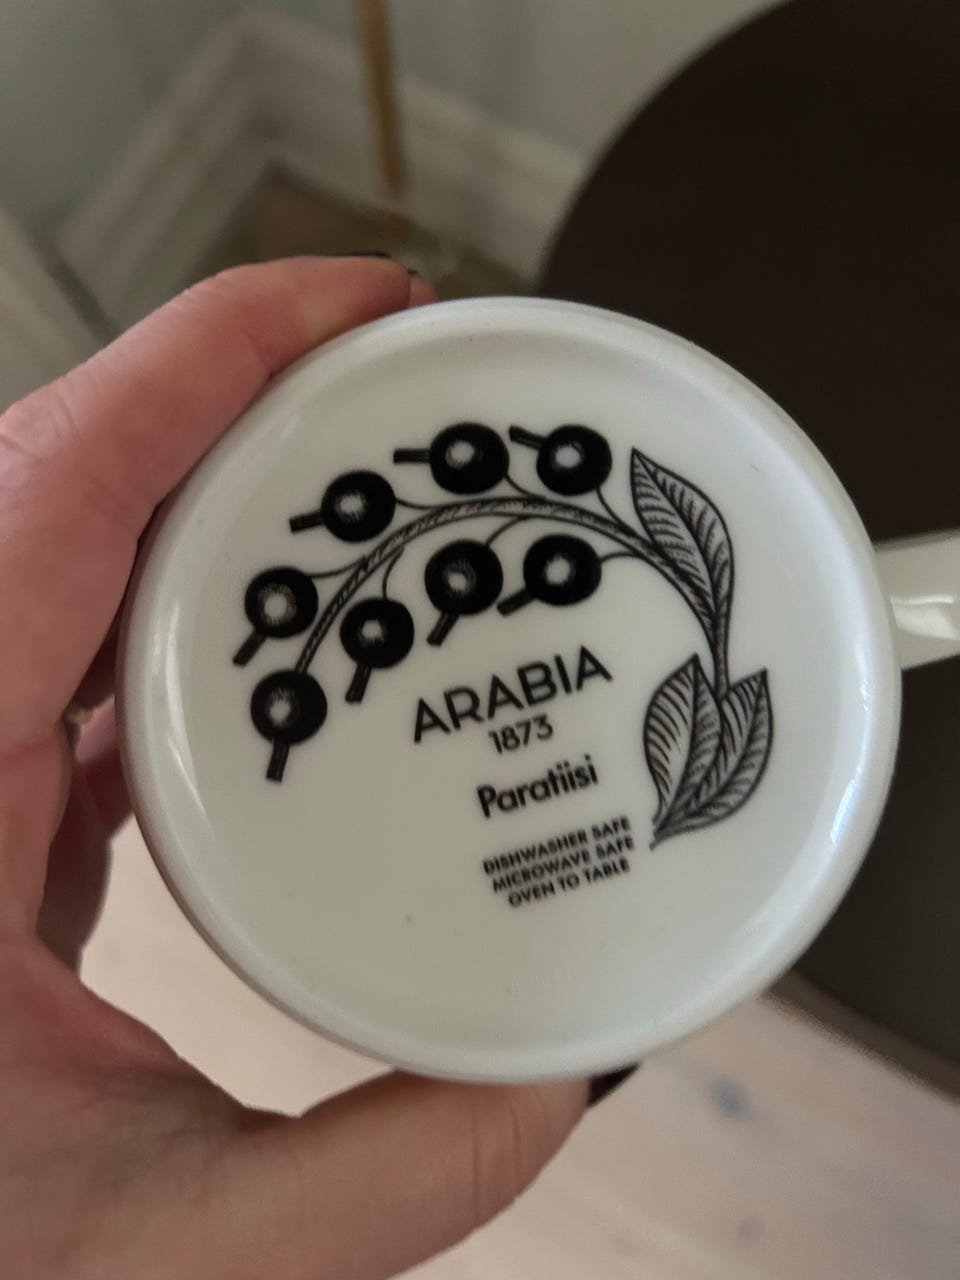 ARABIA
1873
Paratiisi
DISHWASHER SAFE
MICROWAVE SAFE
OVEN TO TABLE